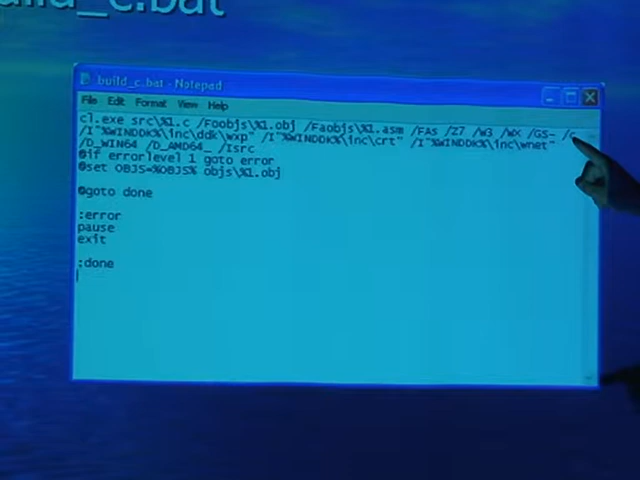 build_c.bat
build_c.bat - Notepad
File Edit Format View Help
cl.exe src\%1.c /Foobjs\%1.obj /Faobjs\%1.asm /FAs /Z7 /W3 /WX /GS- /c
/I"%WINDDK%\inc\ddk\wxp" /I"%WINDDK%\inc\crt" /I"%WINDDK%\inc\wnet"
/D_WIN64 /D_AMD64_ /Isrc
@if errorlevel 1 goto error
@set OBJS=%OBJS% objs\%1.obj
@goto done
:error
pause
exit
:done